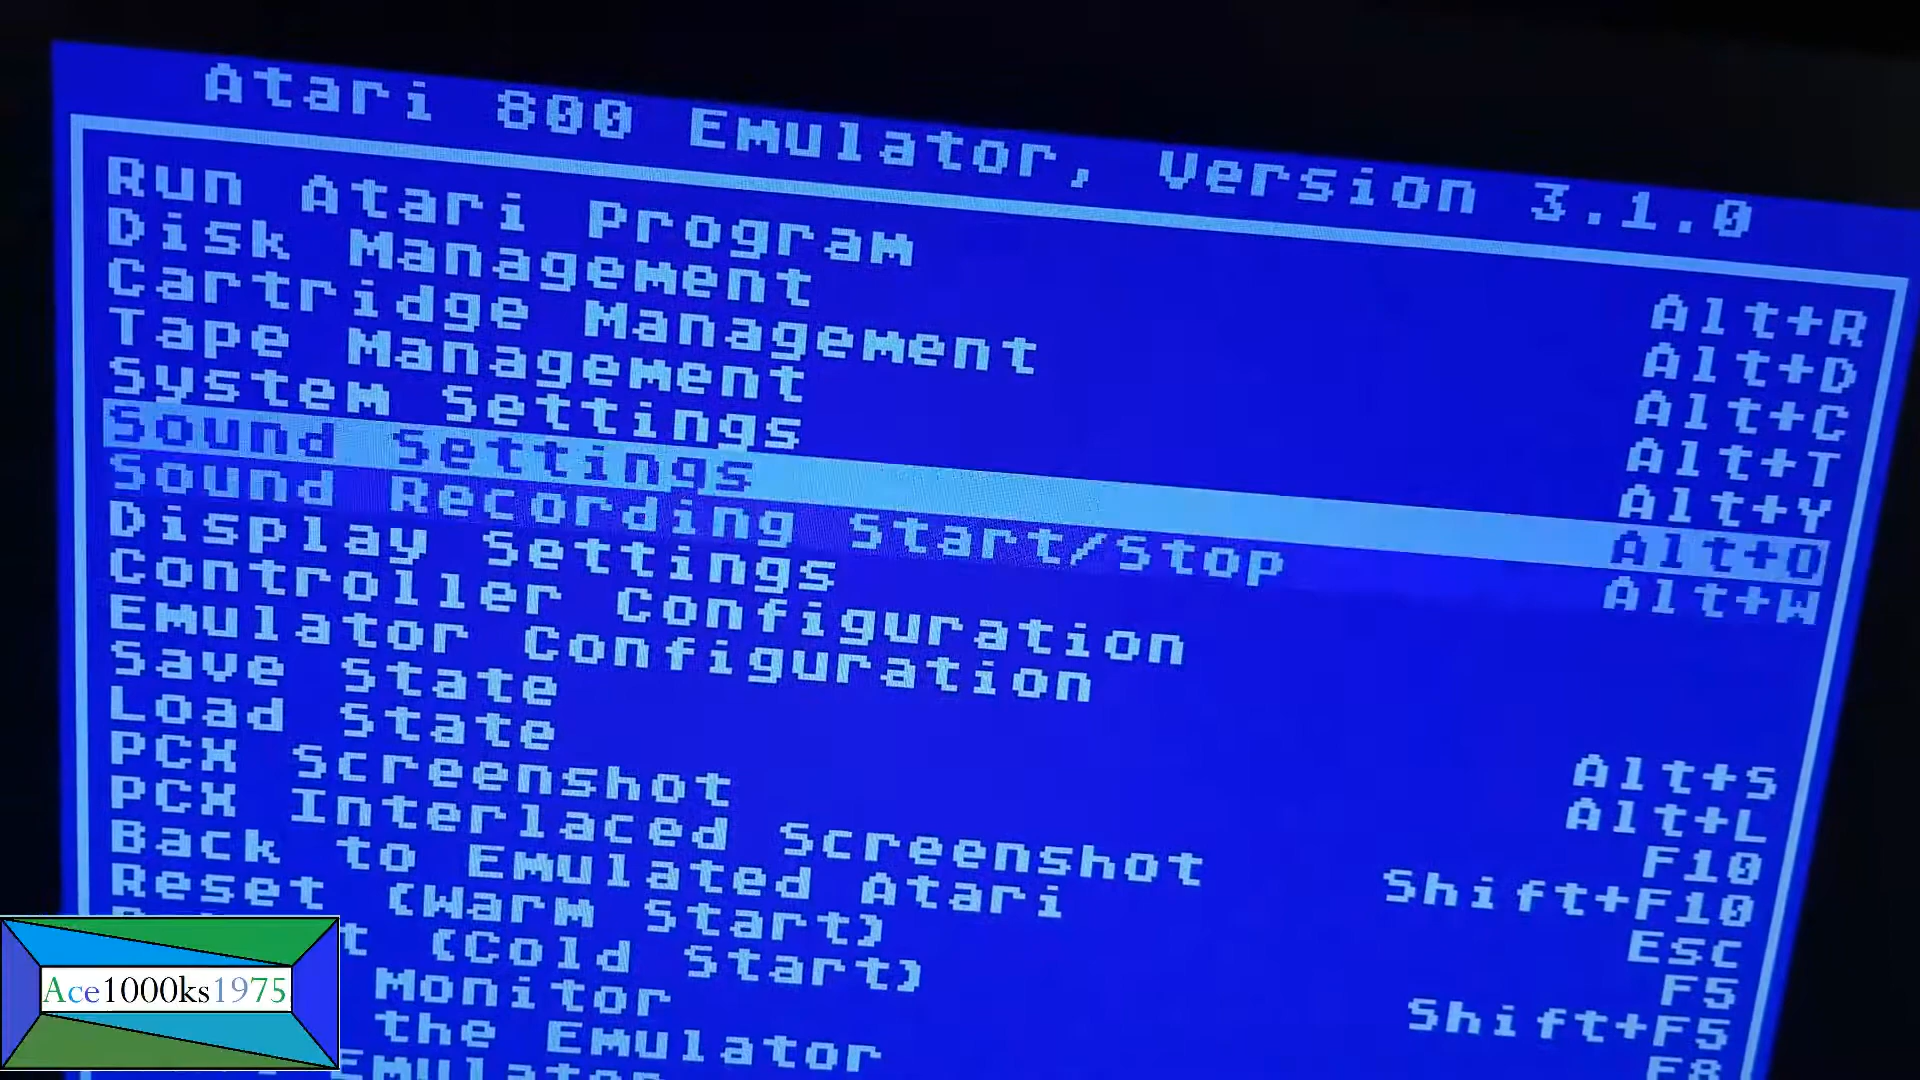 Atari 800 Emulator, Version 3.1.0
Run Atari Program Alt+R
Disk Management Alt+D
Cartridge Management Alt+C
Tape Management Alt+T
System Settings Alt+Y
Sound Settings Alt+O
Sound Recording Start/Stop Alt+W
Display Settings
Controller Configuration
Emulator Configuration
Save State Alt+S
Load State Alt+L
PCX Screenshot F10
PCX Interlaced Screenshot Shift+F10
Back to Emulated Atari Esc
Reset (Warm Start) F5
t (Cold Start) Shift+F5
Monitor F8
the Emulator
Emulator
Ace1000ks1975